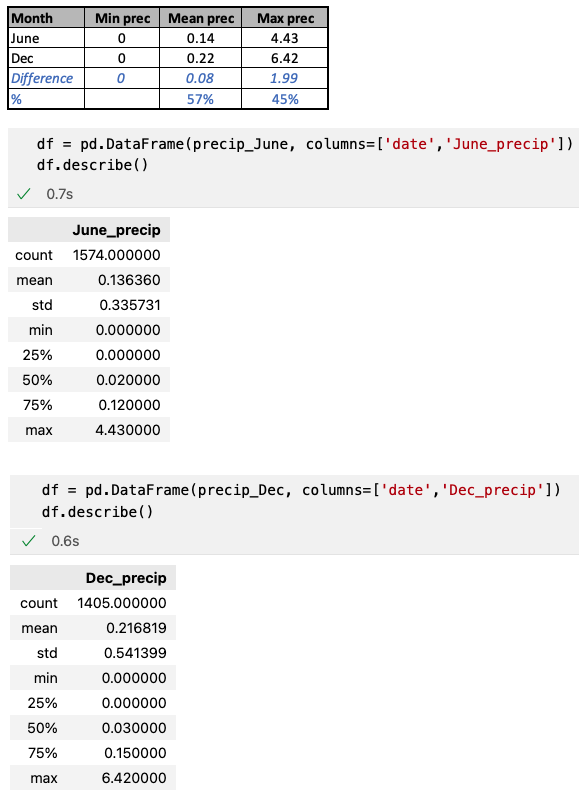 Month Min prec Mean prec Max prec
June 0 0.14 4.43
Dec 0 0.22 6.42
Difference 0 0.08 1.99
% 57% 45%
df = pd.DataFrame(precip_June, columns=['date','June_precip'])
df.describe()
✓ 0.7s
June_precip
count 1574.000000
mean 0.136360
std 0.335731
min 0.000000
25% 0.000000
50% 0.020000
75% 0.120000
max 4.430000
df = pd.DataFrame(precip_Dec, columns=['date','Dec_precip'])
df.describe()
✓ 0.6s
Dec_precip
count 1405.000000
mean 0.216819
std 0.541399
min 0.000000
25% 0.000000
50% 0.030000
75% 0.150000
max 6.420000